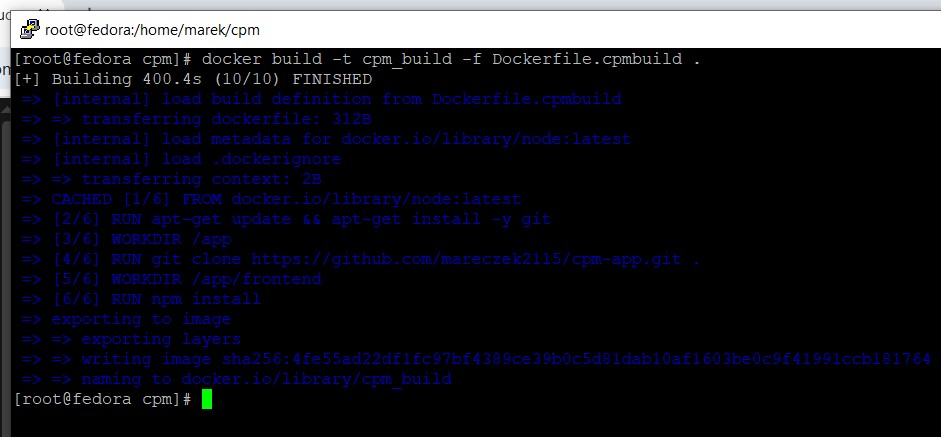 root@fedora:/home/marek/cpm
[root@fedora cpm]# docker build -t cpm_build -f Dockerfile.cpmbuild .
[+] Building 400.4s (10/10) FINISHED
=> [internal] load build definition from Dockerfile.cpmbuild
=> => transferring dockerfile: 312B
=> [internal] load metadata for docker.io/library/node:latest
=> [internal] load .dockerignore
=> => transferring context: 2B
=> CACHED [1/6] FROM docker.io/library/node:latest
=> [2/6] RUN apt-get update && apt-get install -y git
=> [3/6] WORKDIR /app
=> [4/6] RUN git clone https://github.com/mareczek2115/cpm-app.git .
=> [5/6] WORKDIR /app/frontend
=> [6/6] RUN npm install
=> exporting to image
=> => exporting layers
=> => writing image sha256:4fe55ad22df1fc97bf4389ce39b0c5d81dab10af1603be0c9f41991ccb181764
=> => naming to docker.io/library/cpm_build
[root@fedora cpm]#